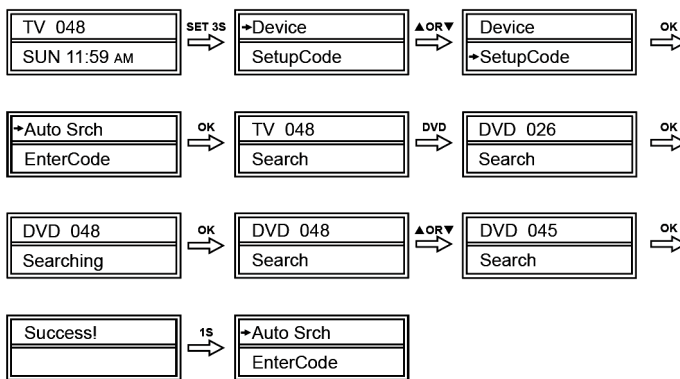 TV 048 SET 3S →Device ▲OR▼ Device OK
SUN 11:59 AM SetupCode →SetupCode
→Auto Srch OK TV 048 DVD DVD 026 OK
EnterCode Search Search
DVD 048 OK DVD 048 ▲OR▼ DVD 045 OK
Searching Search Search
Success! 1S →Auto Srch
EnterCode